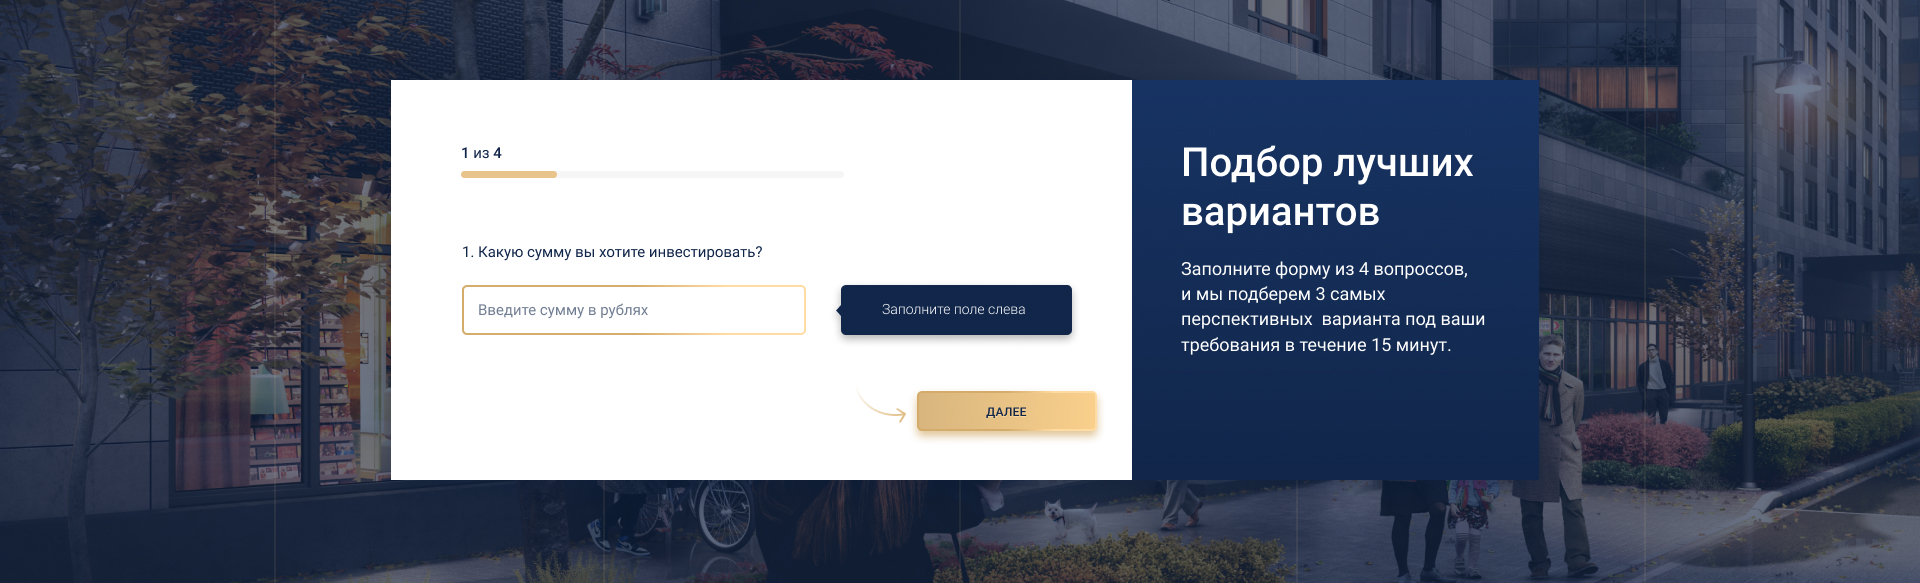 1 из 4
1. Какую сумму вы хотите инвестировать?
Введите сумму в рублях
Заполните поле слева
ДАЛЕЕ
Подбор лучших
вариантов
Заполните форму из 4 вопроссов,
и мы подберем 3 самых
перспективных  варианта под ваши
требования в течение 15 минут.